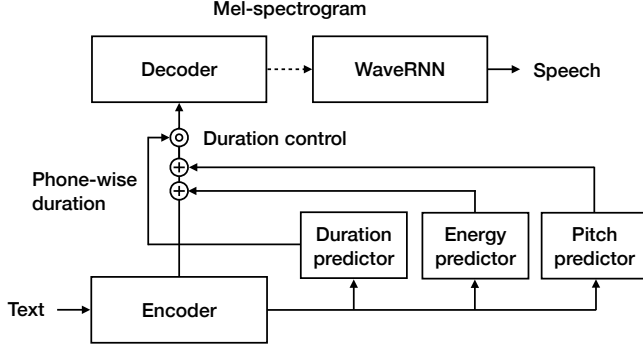 Mel-spectrogram
Decoder
WaveRNN
Speech
Duration control
Phone-wise
duration
Duration
predictor
Energy
predictor
Pitch
predictor
Text
Encoder